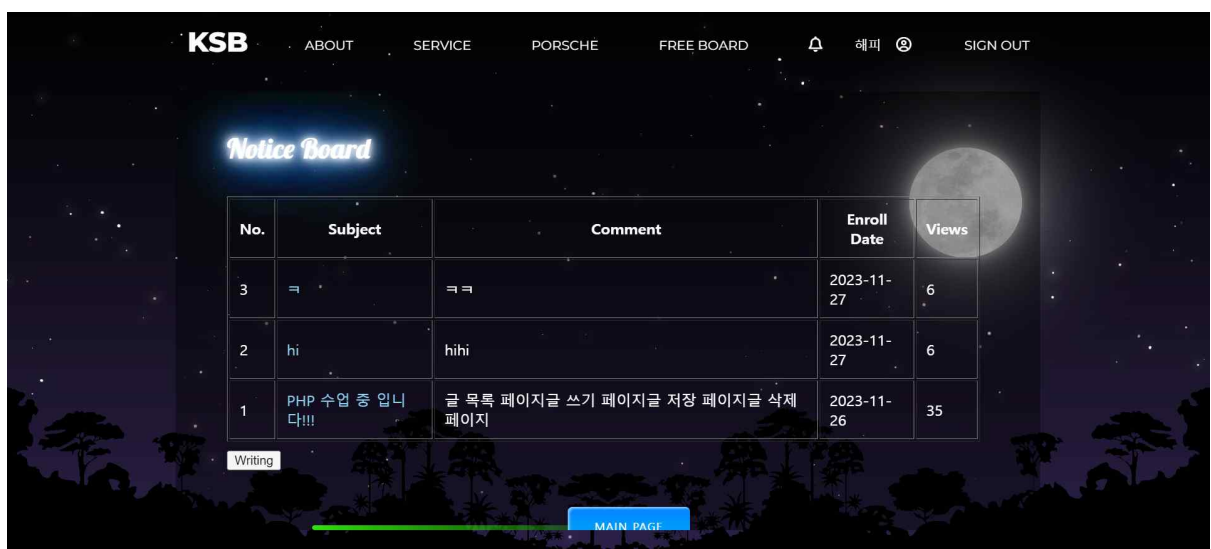 KSB ABOUT SERVICE PORSCHE FREE BOARD 해피 SIGN OUT
Notice Board
No. Subject Comment Enroll Date Views
3 ㅋ ㅋㅋ 2023-11-27 6
2 hi hihi 2023-11-27 6
1 PHP 수업 중 입니다!!! 글 목록 페이지글 쓰기 페이지글 저장 페이지글 삭제 페이지 2023-11-26 35
Writing
MAIN PAGE